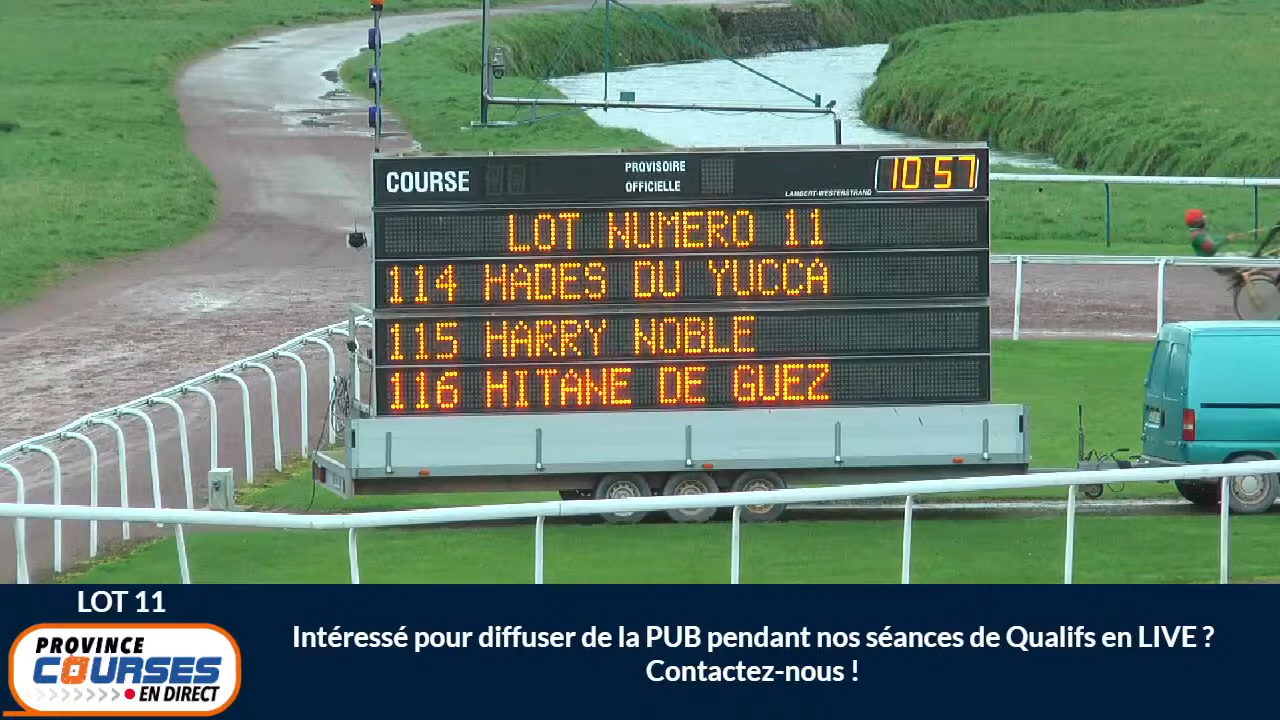 COURSE
PROVISOIRE
OFFICIELLE
LAMBERT-WESTERSTRAND
10 57
LOT NUMERO 11
114 HADES DU YUCCA
115 HARRY NOBLE
116 HITANE DE GUEZ
LOT 11
PROVINCE
COURSES
EN DIRECT
Intéressé pour diffuser de la PUB pendant nos séances de Qualifs en LIVE ?
Contactez-nous !